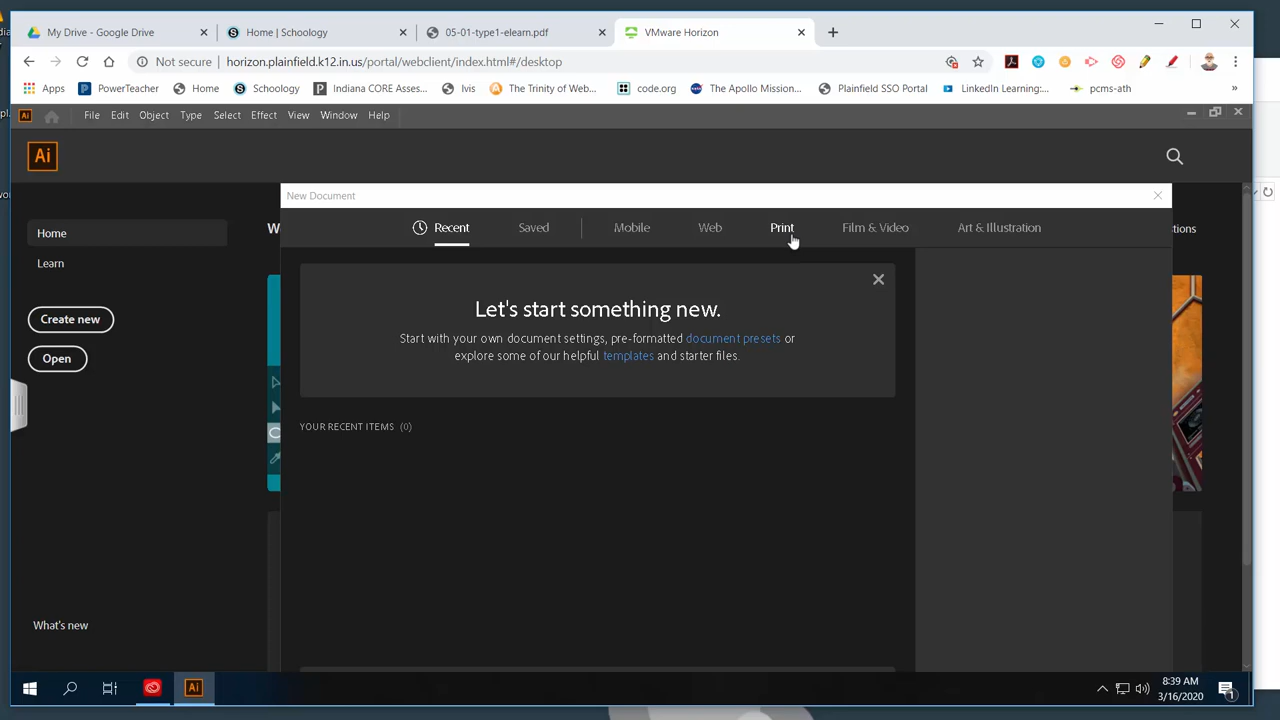 My Drive - Google Drive
Home | Schoology
05-01-type1-elearn.pdf
VMware Horizon
Not secure | horizon.plainfield.k12.in.us/portal/webclient/index.html#/desktop
Apps
PowerTeacher
Home
Schoology
Indiana CORE Asses...
Ivis
The Trinity of Web...
code.org
The Apollo Mission...
Plainfield SSO Portal
LinkedIn Learning:...
pcms-ath
»
Ai
File
Edit
Object
Type
Select
Effect
View
Window
Help
Ai
New Document
Home
Learn
Create new
Open
What's new
Recent
Saved
Mobile
Web
Print
Film & Video
Art & Illustration
Let's start something new.
Start with your own document settings, pre-formatted document presets or
explore some of our helpful templates and starter files.
YOUR RECENT ITEMS (0)
Ai
8:39 AM
3/16/2020
1